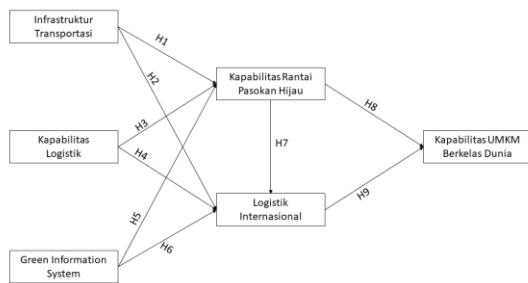 Infrastruktur
Transportasi
H1
H2
Kapabilitas Rantai
Pasokan Hijau
H8
Kapabilitas
Logistik
H3
H4
H7
Kapabilitas UMKM
Berkelas Dunia
H5
H6
Logistik
Internasional
H9
Green Information
System